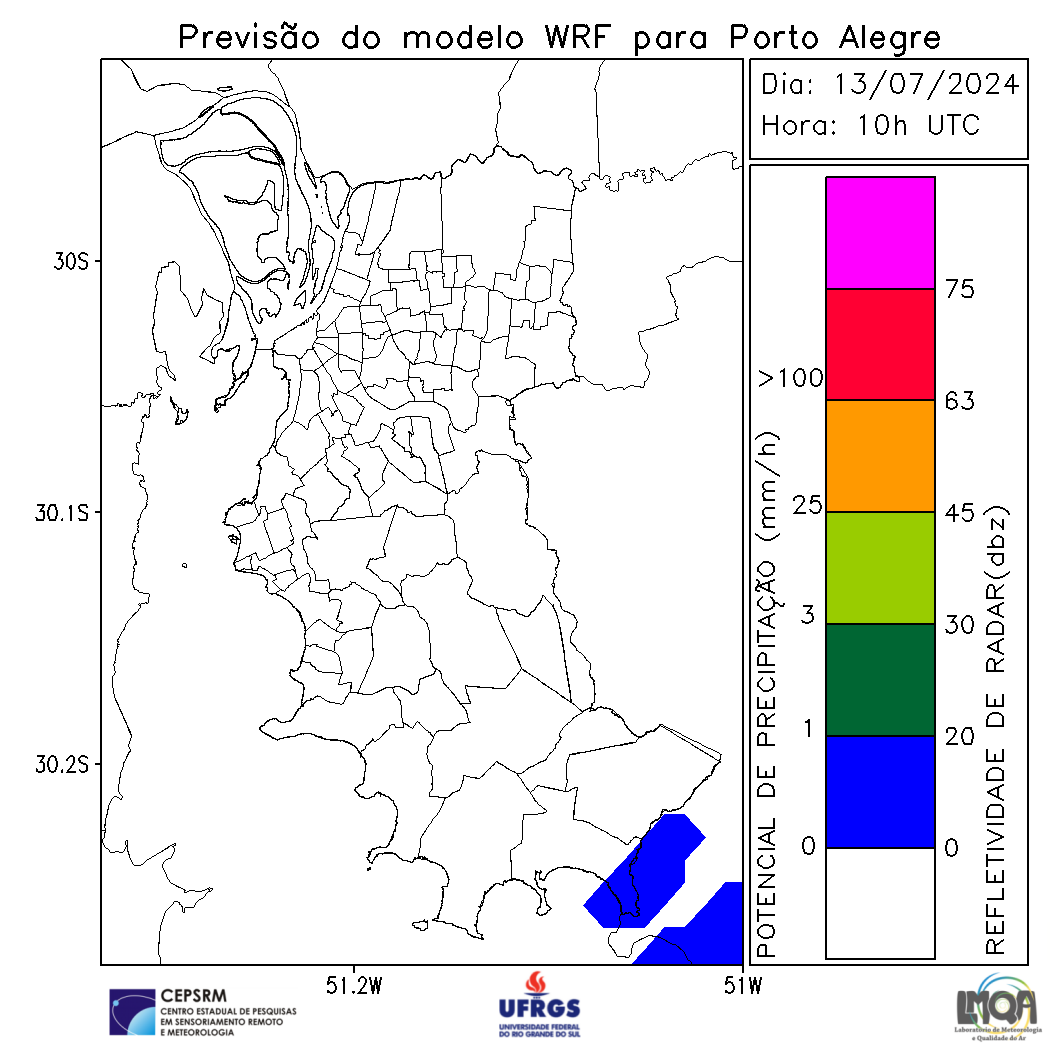 Previsão do modelo WRF para Porto Alegre
Dia: 13/07/2024
Hora: 10h UTC
30S
30.1S
30.2S
51.2W
51W
POTENCIAL DE PRECIPITAÇÃO (mm/h)
>100
25
3
1
0
75
63
45
30
20
0
REFLETIVIDADE DE RADAR(dbz)
CEPSRM
CENTRO ESTADUAL DE PESQUISAS
EM SENSORIAMENTO REMOTO
E METEOROLOGIA
UFRGS
UNIVERSIDADE FEDERAL
DO RIO GRANDE DO SUL
LMQA
Laboratório de Meteorologia
e Qualidade do Ar